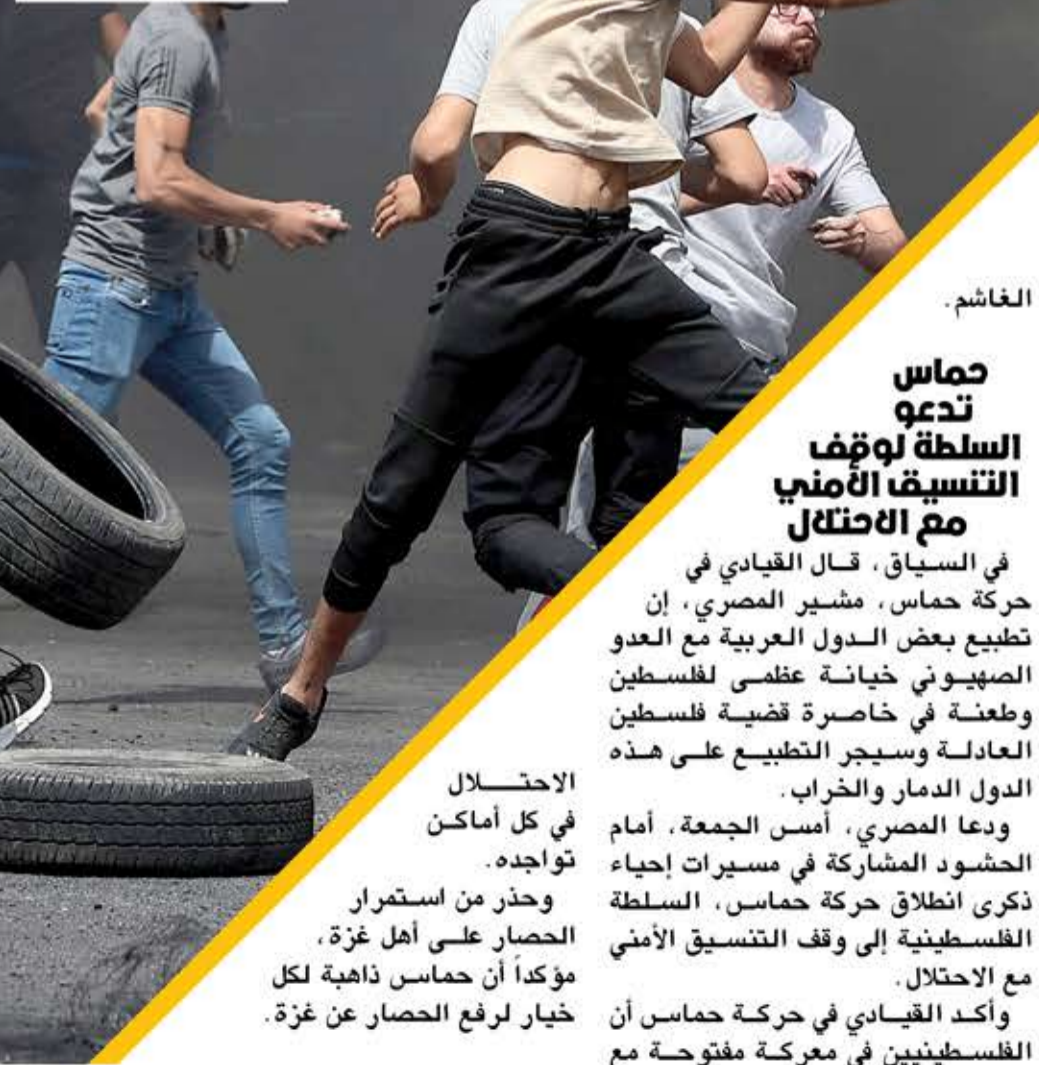 الغاشم.
حماس
تدعو
السلطة لوقف
التنسيق الأمني
مع الاحتلال
في السياق، قال القيادي في
حركة حماس، مشير المصري، إن
تطبيع بعض الدول العربية مع العدو
الصهيوني خيانة عظمى لفلسطين
وطعنة في خاصرة قضية فلسطين
العادلة وسيجر التطبيع على هذه
الدول الدمار والخراب.
ودعا المصري، أمس الجمعة، أمام
الحشود المشاركة في مسيرات إحياء
ذكرى انطلاق حركة حماس، السلطة
الفلسطينية إلى وقف التنسيق الأمني
مع الاحتلال.
وأكد القيادي في حركة حماس أن
الفلسطينيين في معركة مفتوحة مع
الاحتلال
في كل أماكن
تواجده.
وحذر من استمرار
الحصار على أهل غزة،
مؤكداً أن حماس ذاهبة لكل
خيار لرفع الحصار عن غزة.